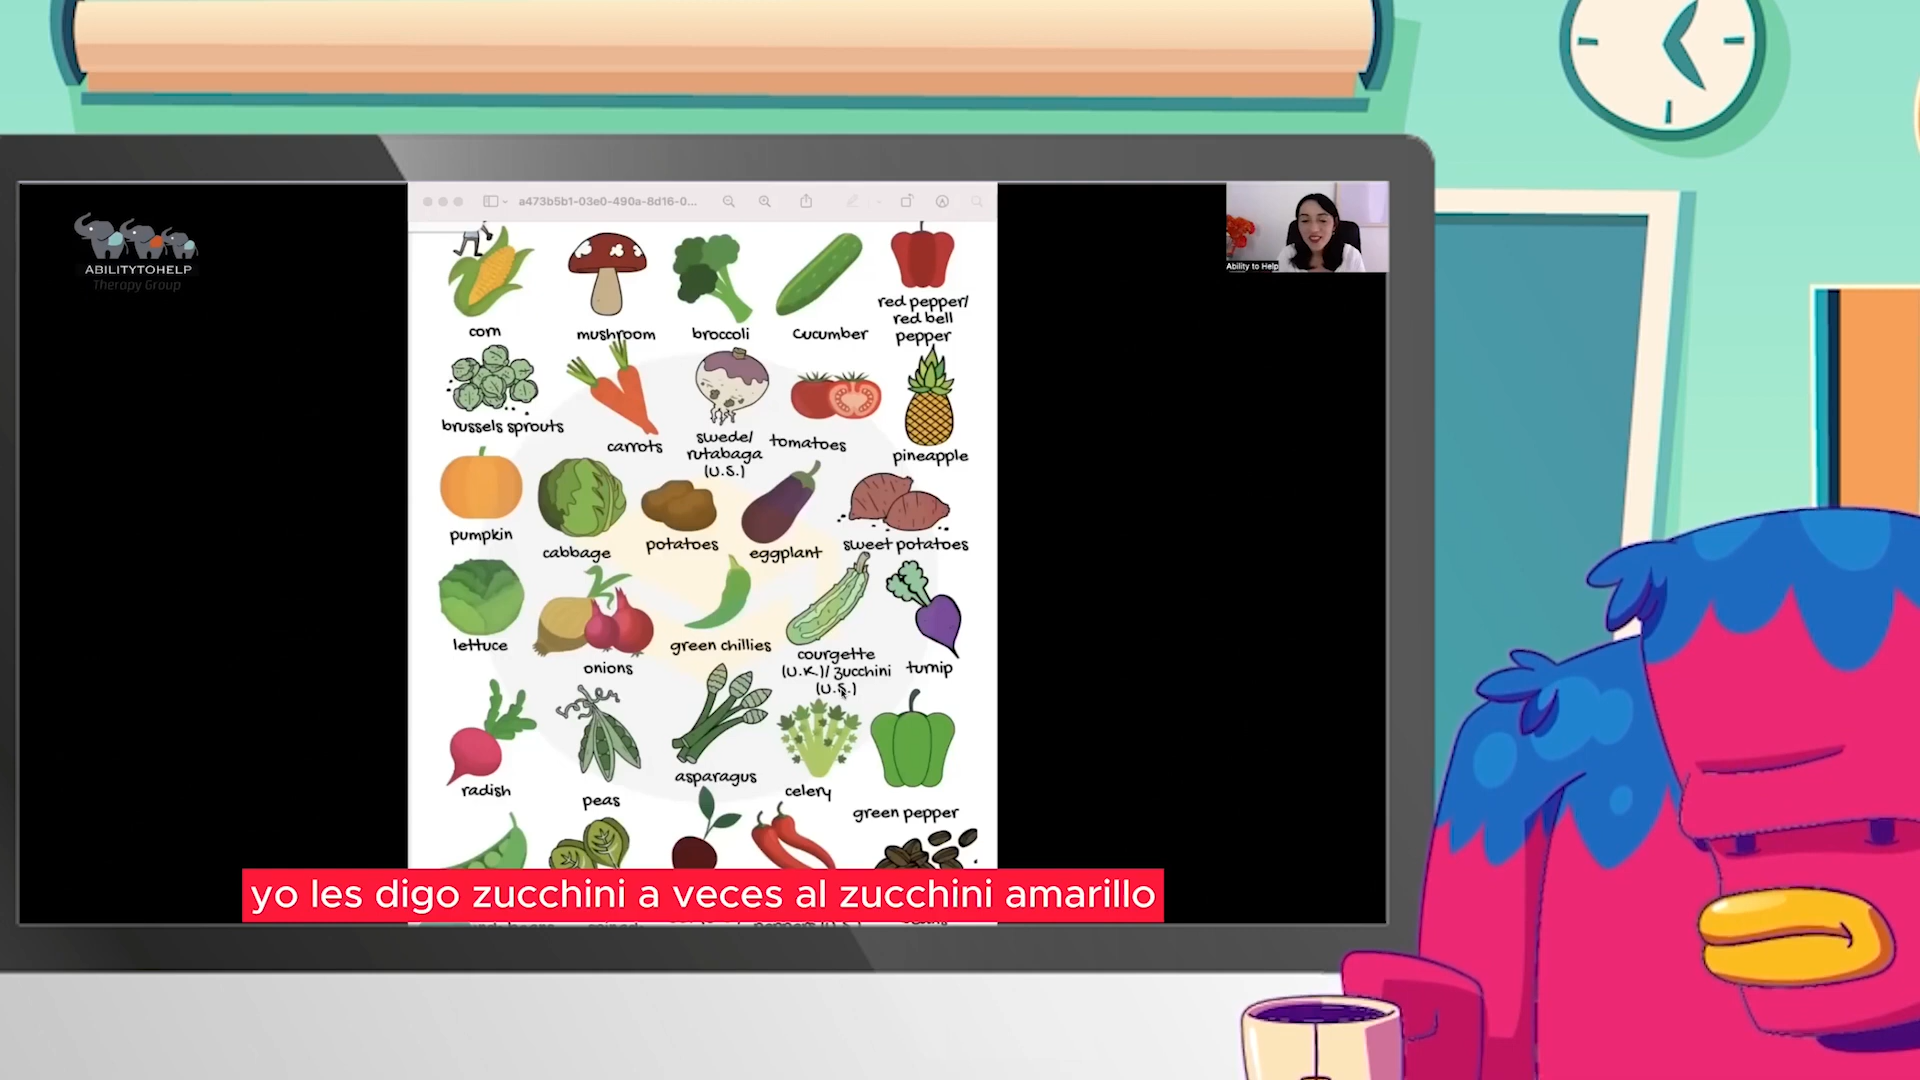 ABILITYTOHELP
Therapy Group
a473b5b1-03e0-490a-8d16-0...
Ability to Help
corn
mushroom
broccoli
cucumber
red pepper/
red bell
pepper
brussels sprouts
carrots
swede/
rutabaga
(U.S.)
tomatoes
pineapple
pumpkin
cabbage
potatoes
eggplant
sweet potatoes
lettuce
onions
green chillies
courgette
(U.K.)/ zucchini
(U.S.)
turnip
radish
peas
asparagus
celery
green pepper
yo les digo zucchini a veces al zucchini amarillo